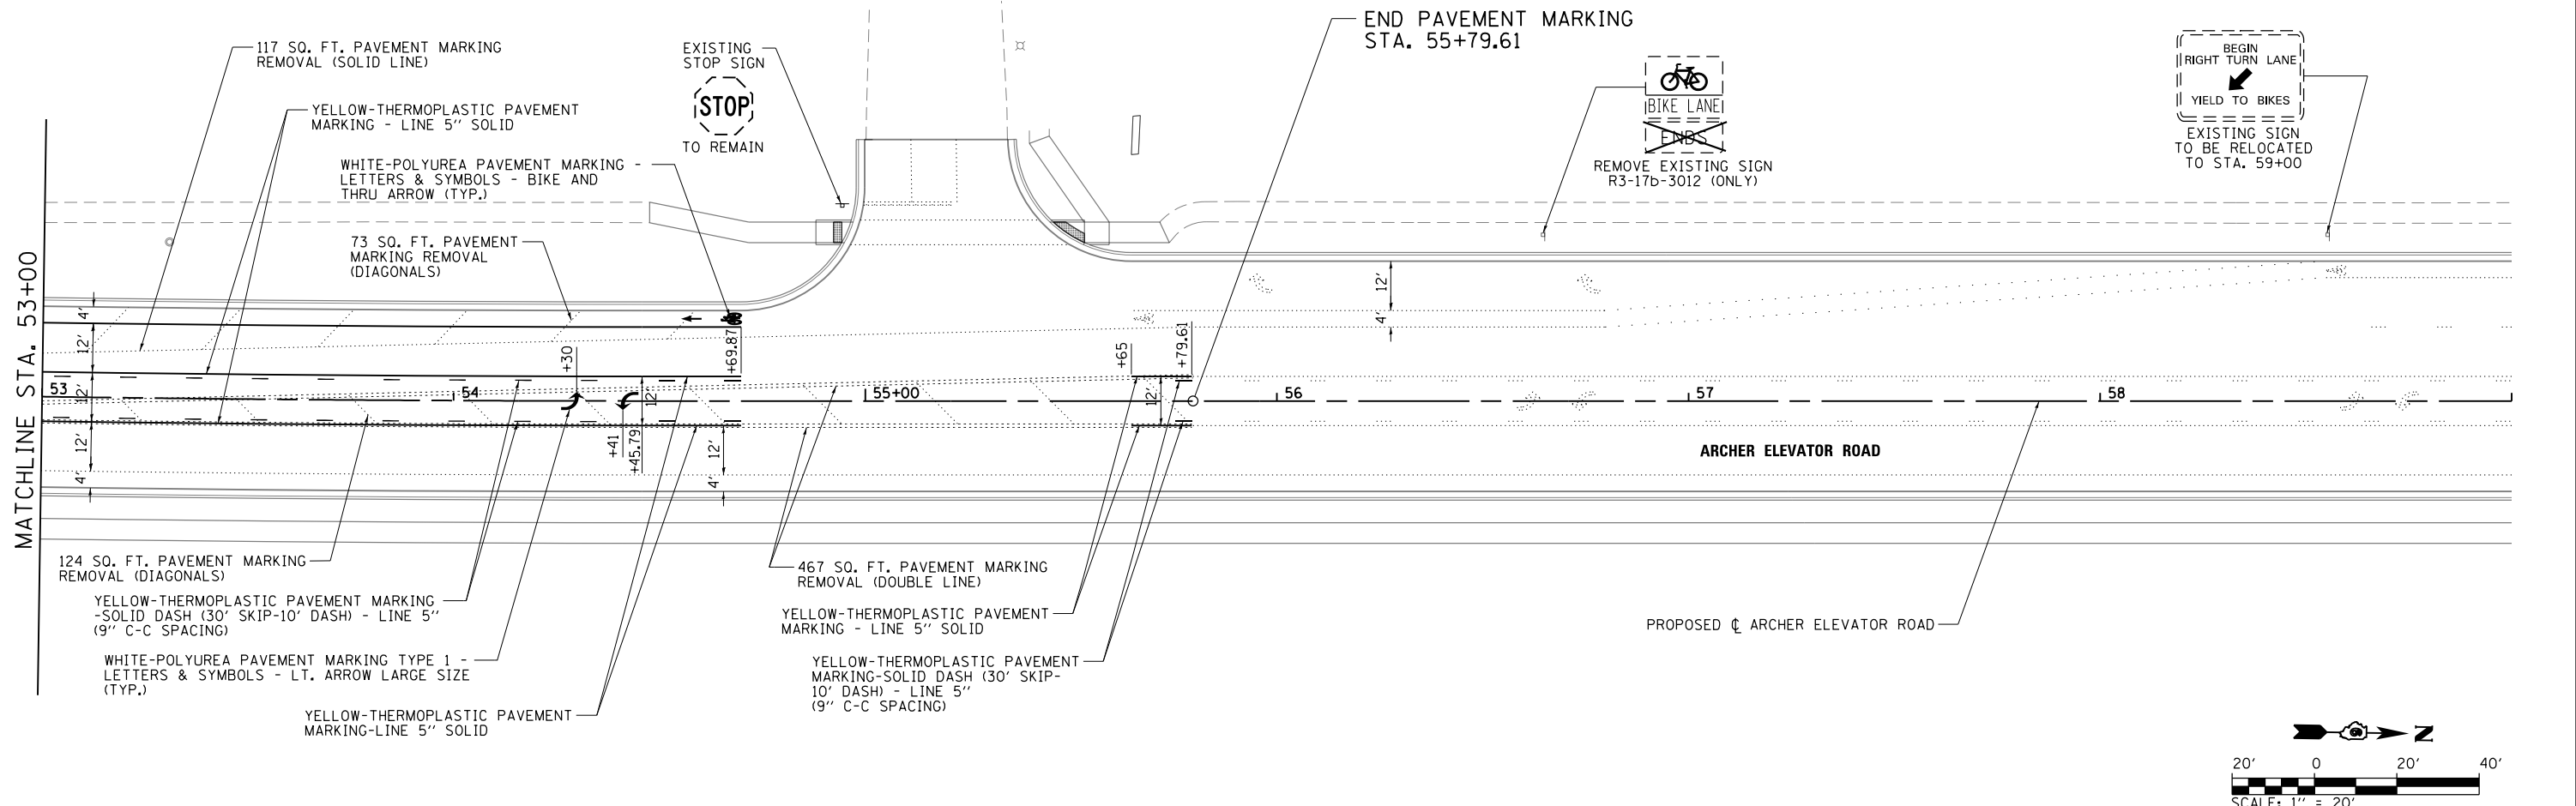 117 SQ. FT. PAVEMENT MARKING
REMOVAL (SOLID LINE)
YELLOW-THERMOPLASTIC PAVEMENT
MARKING - LINE 5'' SOLID
WHITE-POLYUREA PAVEMENT MARKING -
LETTERS & SYMBOLS - BIKE AND
THRU ARROW (TYP.)
73 SQ. FT. PAVEMENT
MARKING REMOVAL
(DIAGONALS)
EXISTING
STOP SIGN
STOP
TO REMAIN
END PAVEMENT MARKING
STA. 55+79.61
BIKE LANE
ENDS
REMOVE EXISTING SIGN
R3-17b-3012 (ONLY)
BEGIN
RIGHT TURN LANE
YIELD TO BIKES
EXISTING SIGN
TO BE RELOCATED
TO STA. 59+00
MATCHLINE STA. 53+00
4'
12'
12'
12'
4'
53
54
55+00
56
57
58
+30
+41
+45.79
12'
+69.87
12'
4'
+65
+79.61
12'
12'
4'
ARCHER ELEVATOR ROAD
124 SQ. FT. PAVEMENT MARKING
REMOVAL (DIAGONALS)
YELLOW-THERMOPLASTIC PAVEMENT MARKING
-SOLID DASH (30' SKIP-10' DASH) - LINE 5''
(9'' C-C SPACING)
WHITE-POLYUREA PAVEMENT MARKING TYPE 1 -
LETTERS & SYMBOLS - LT. ARROW LARGE SIZE
(TYP.)
YELLOW-THERMOPLASTIC PAVEMENT
MARKING-LINE 5'' SOLID
467 SQ. FT. PAVEMENT MARKING
REMOVAL (DOUBLE LINE)
YELLOW-THERMOPLASTIC PAVEMENT
MARKING - LINE 5'' SOLID
YELLOW-THERMOPLASTIC PAVEMENT
MARKING-SOLID DASH (30' SKIP-
10' DASH) - LINE 5''
(9'' C-C SPACING)
PROPOSED ℄ ARCHER ELEVATOR ROAD
N
20' 0 20' 40'
SCALE: 1'' = 20'